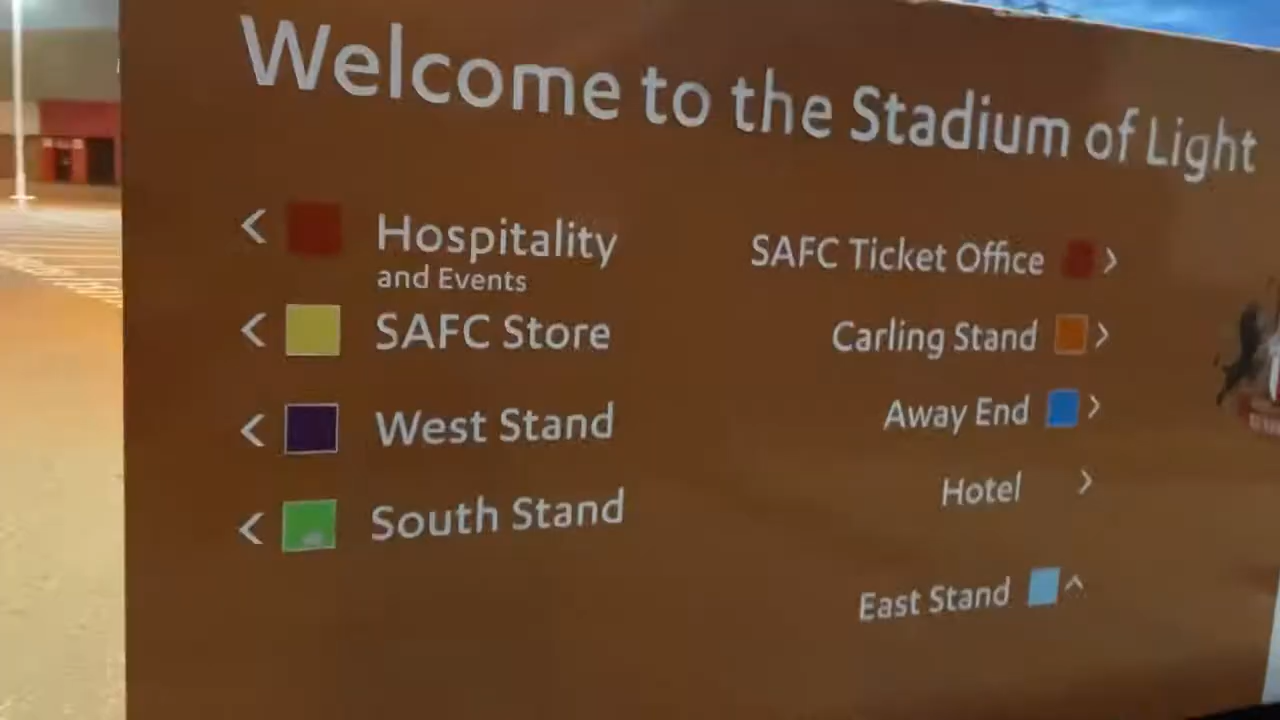 Welcome to the Stadium of Light
< Hospitality
and Events
< SAFC Store
< West Stand
< South Stand
SAFC Ticket Office >
Carling Stand >
Away End >
Hotel >
East Stand ^